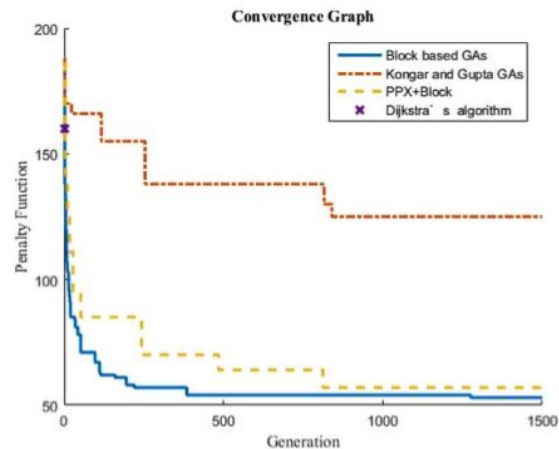 Convergence Graph
200
150
100
50
Penalty Function
Block based GAs
Kongar and Gupta GAs
PPX+Block
Dijkstra` s algorithm
0
500
1000
1500
Generation